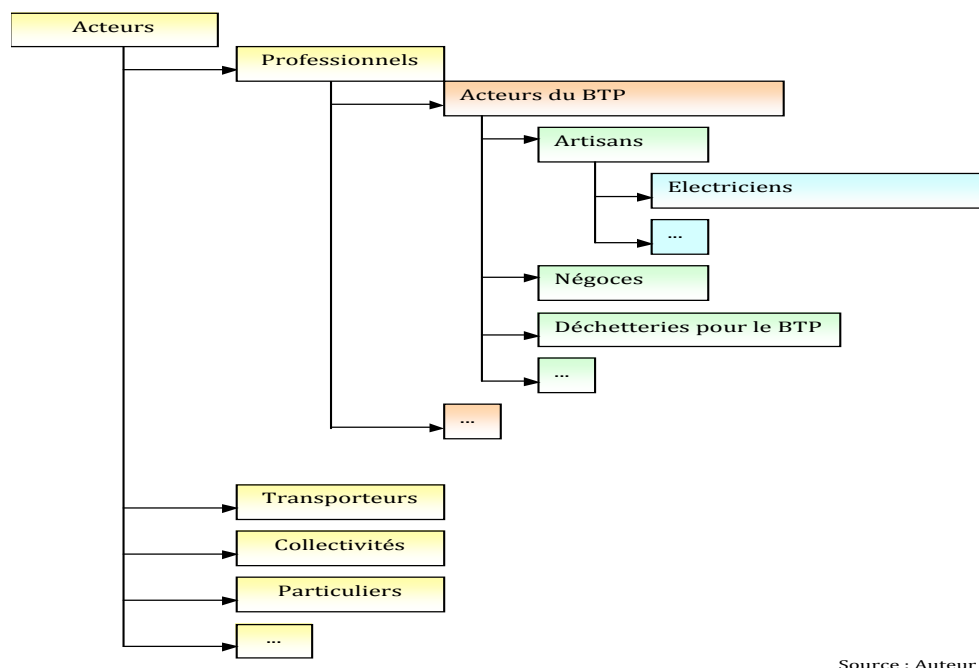 Acteurs
Professionnels
Acteurs du BTP
Artisans
Electriciens
...
Négoces
Déchetteries pour le BTP
...
...
Transporteurs
Collectivités
Particuliers
...
Source : Auteur